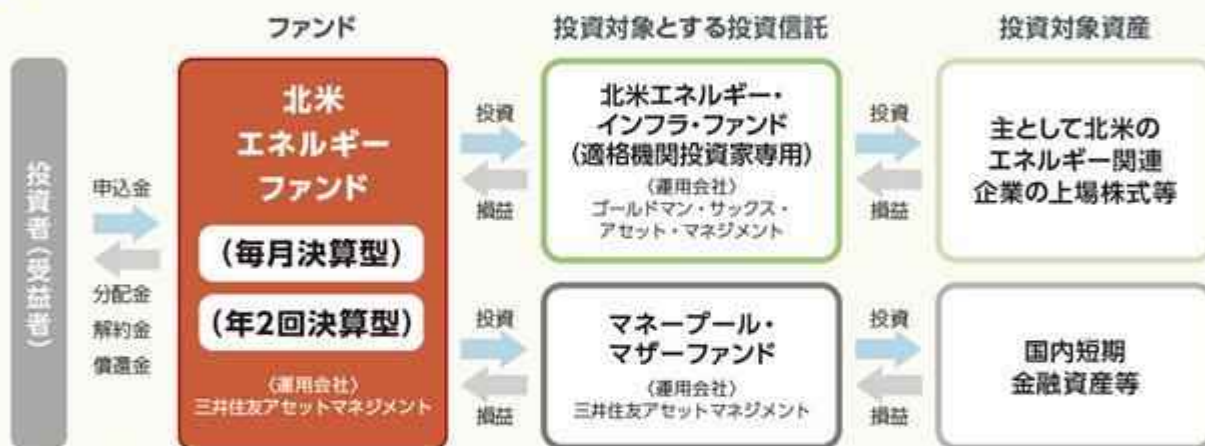 ファンド
投資対象とする投資信託
投資対象資産
投資者(受益者)
申込金
分配金
解約金
償還金
北米
エネルギー
ファンド
(毎月決算型)
(年2回決算型)
〈運用会社〉
三井住友アセットマネジメント
投資
損益
北米エネルギー・
インフラ・ファンド
(適格機関投資家専用)
〈運用会社〉
ゴールドマン・サックス・
アセット・マネジメント
投資
損益
主として北米の
エネルギー関連
企業の上場株式等
投資
損益
マネープール・
マザーファンド
〈運用会社〉
三井住友アセットマネジメント
投資
損益
国内短期
金融資産等